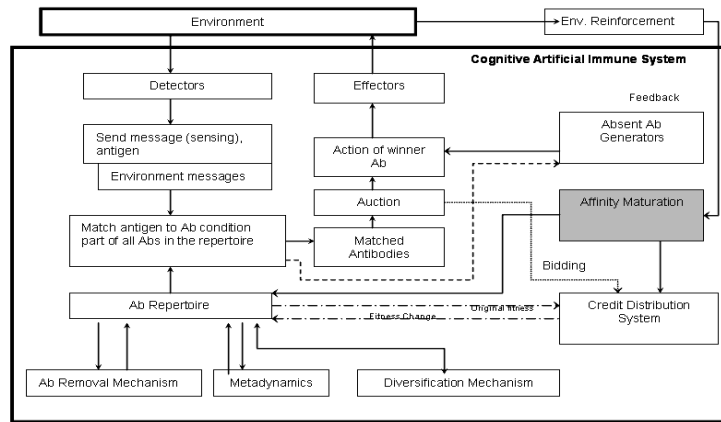 Environment
Env. Reinforcement
Cognitive Artificial Immune System
Detectors
Effectors
Feedback
Send message (sensing),
antigen
Environment messages
Action of winner
Ab
Absent Ab
Generators
Auction
Affinity Maturation
Match antigen to Ab condition
part of all Abs in the repertoire
Matched
Antibodies
Bidding
Ab Repertoire
Original fitness
Fitness Change
Credit Distribution
System
Ab Removal Mechanism
Metadynamics
Diversification Mechanism